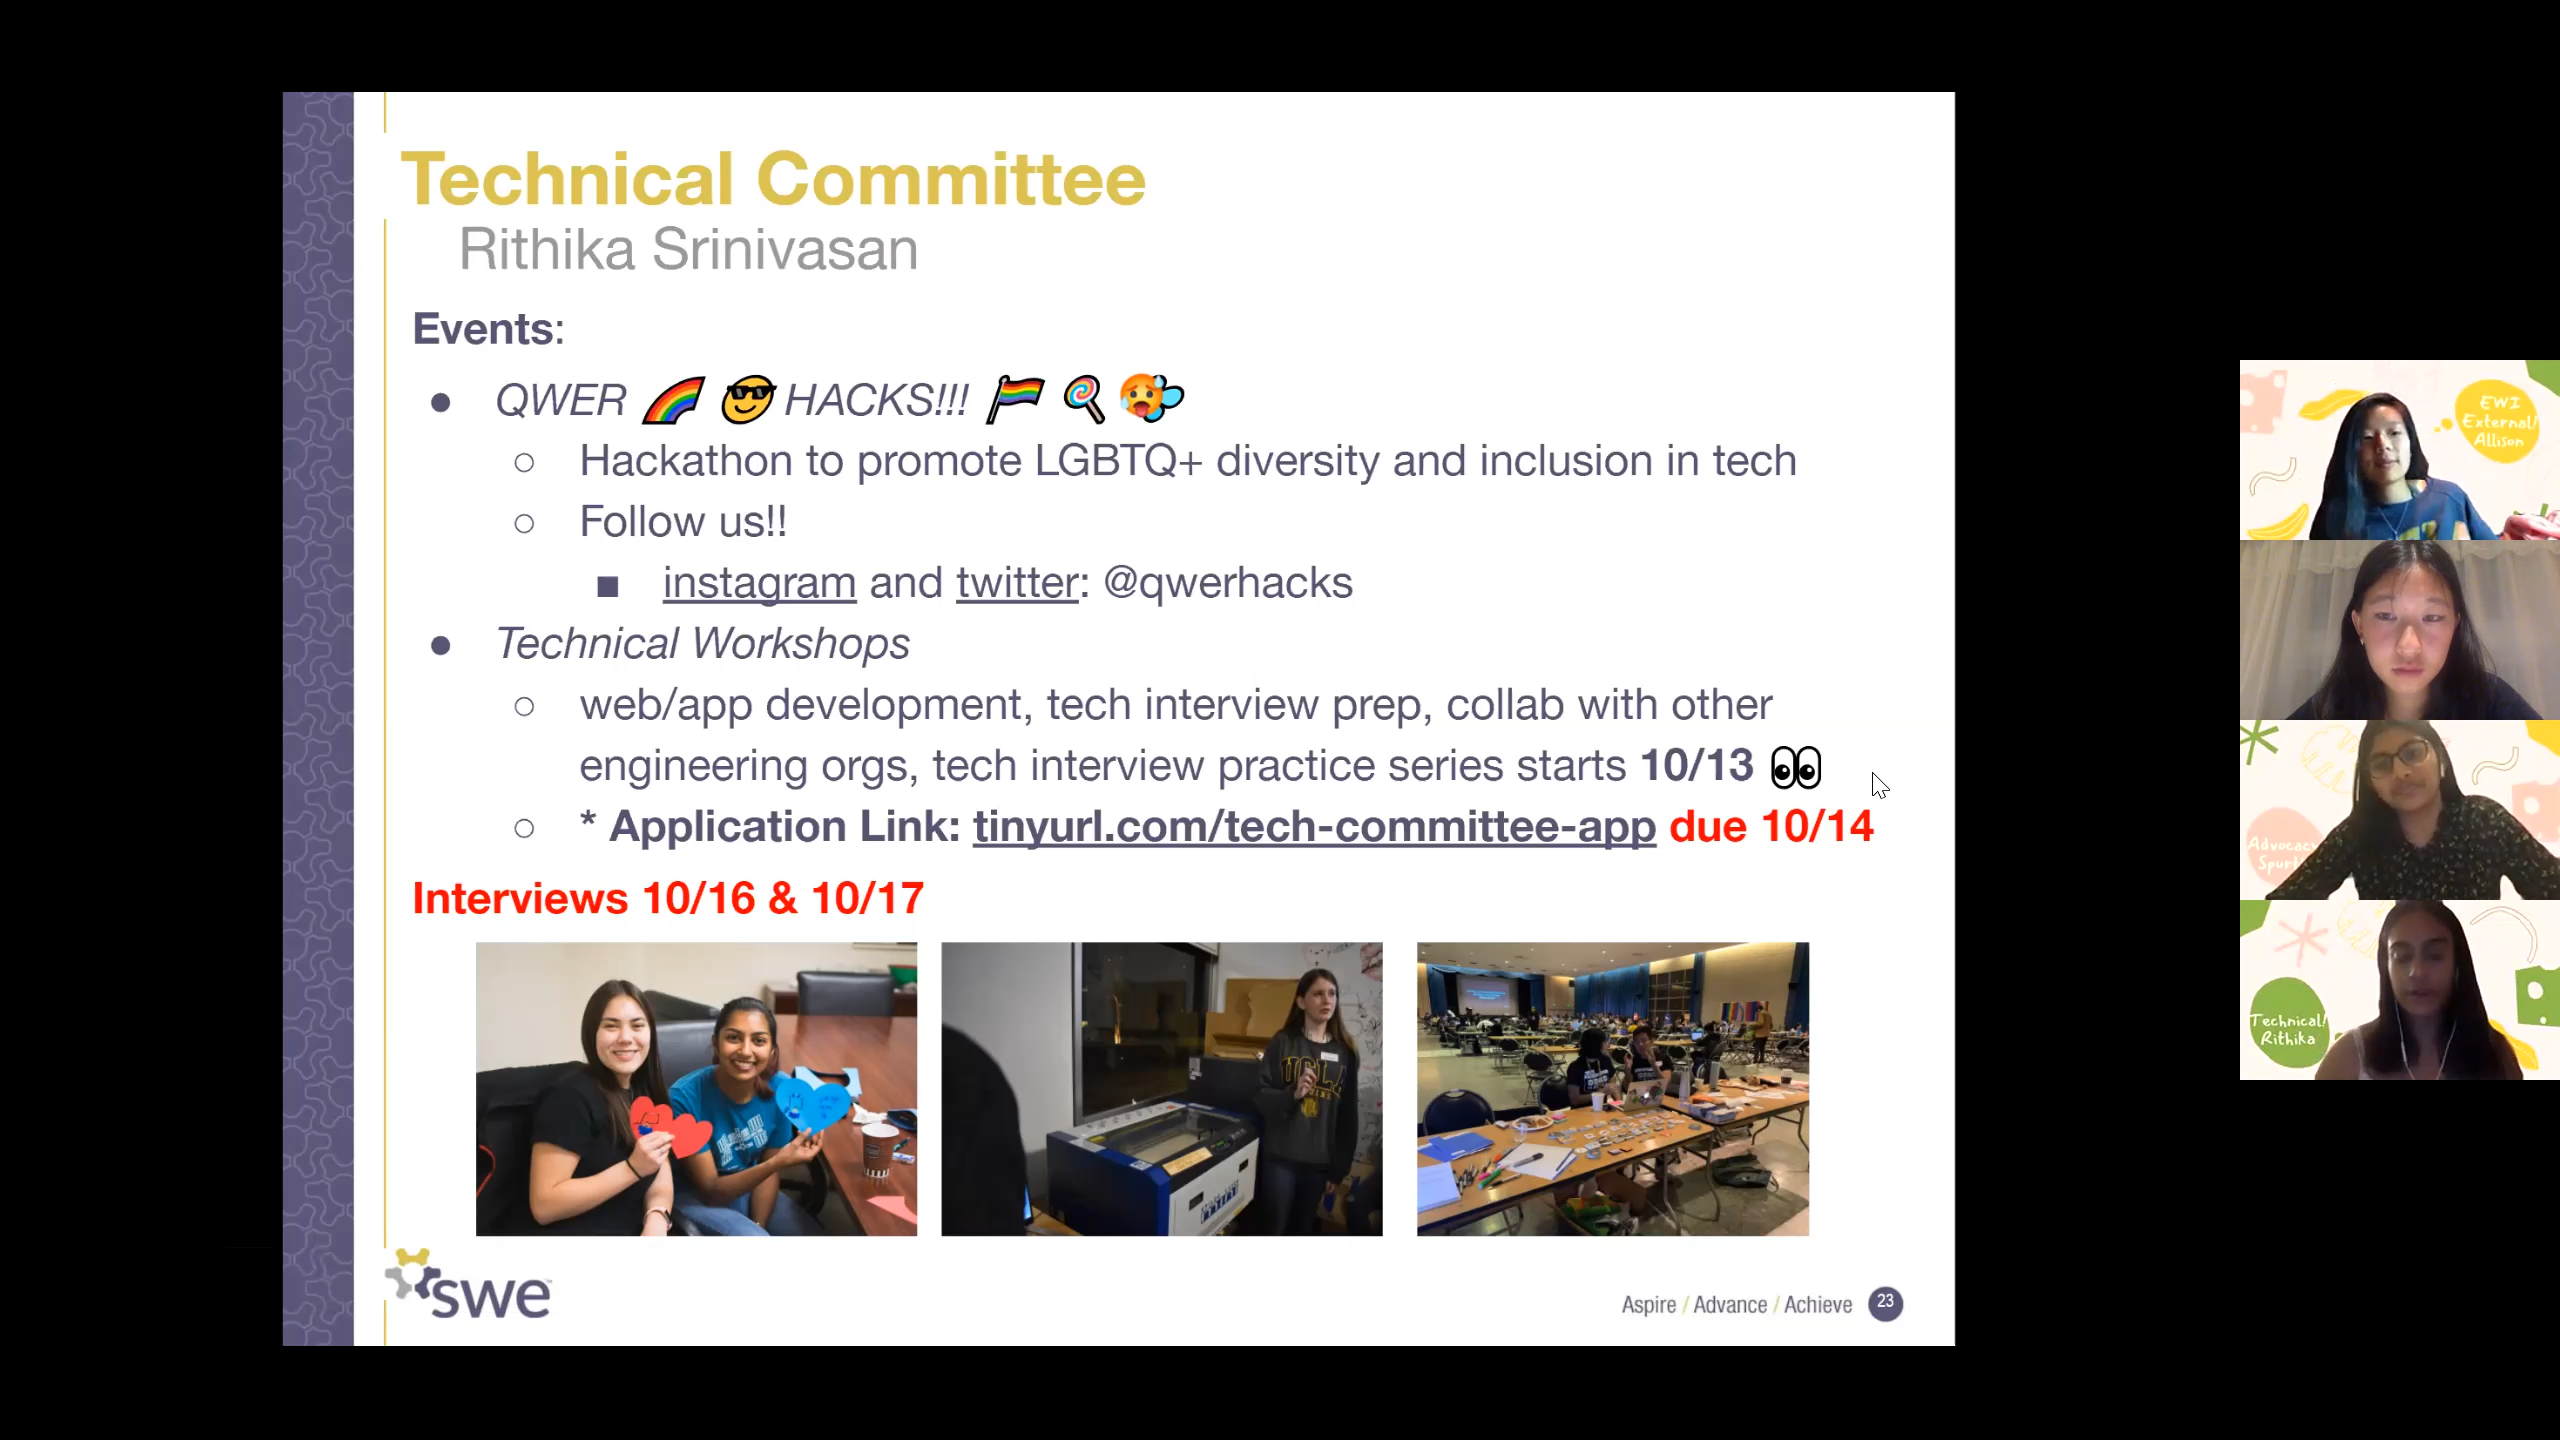 Technical Committee
Rithika Srinivasan
Events:
● QWER 🌈 😎 HACKS!!! 🏳️‍🌈 🍭 🥵
○ Hackathon to promote LGBTQ+ diversity and inclusion in tech
○ Follow us!!
■ instagram and twitter: @qwerhacks
● Technical Workshops
○ web/app development, tech interview prep, collab with other
engineering orgs, tech interview practice series starts 10/13 👀
○ * Application Link: tinyurl.com/tech-committee-app due 10/14
Interviews 10/16 & 10/17
UCLA
swe
Aspire / Advance / Achieve 23
EWI
External!
Allison
Advocacy
Technical!
Rithika